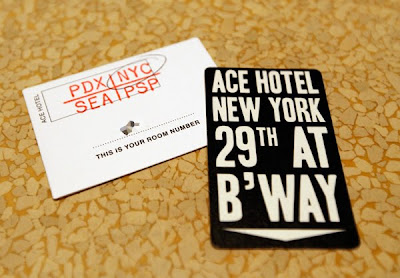 PDX/NYC
SEA/PSP
ACE HOTEL
THIS IS YOUR ROOM NUMBER
ACE HOTEL
NEW YORK
29TH AT
B'WAY